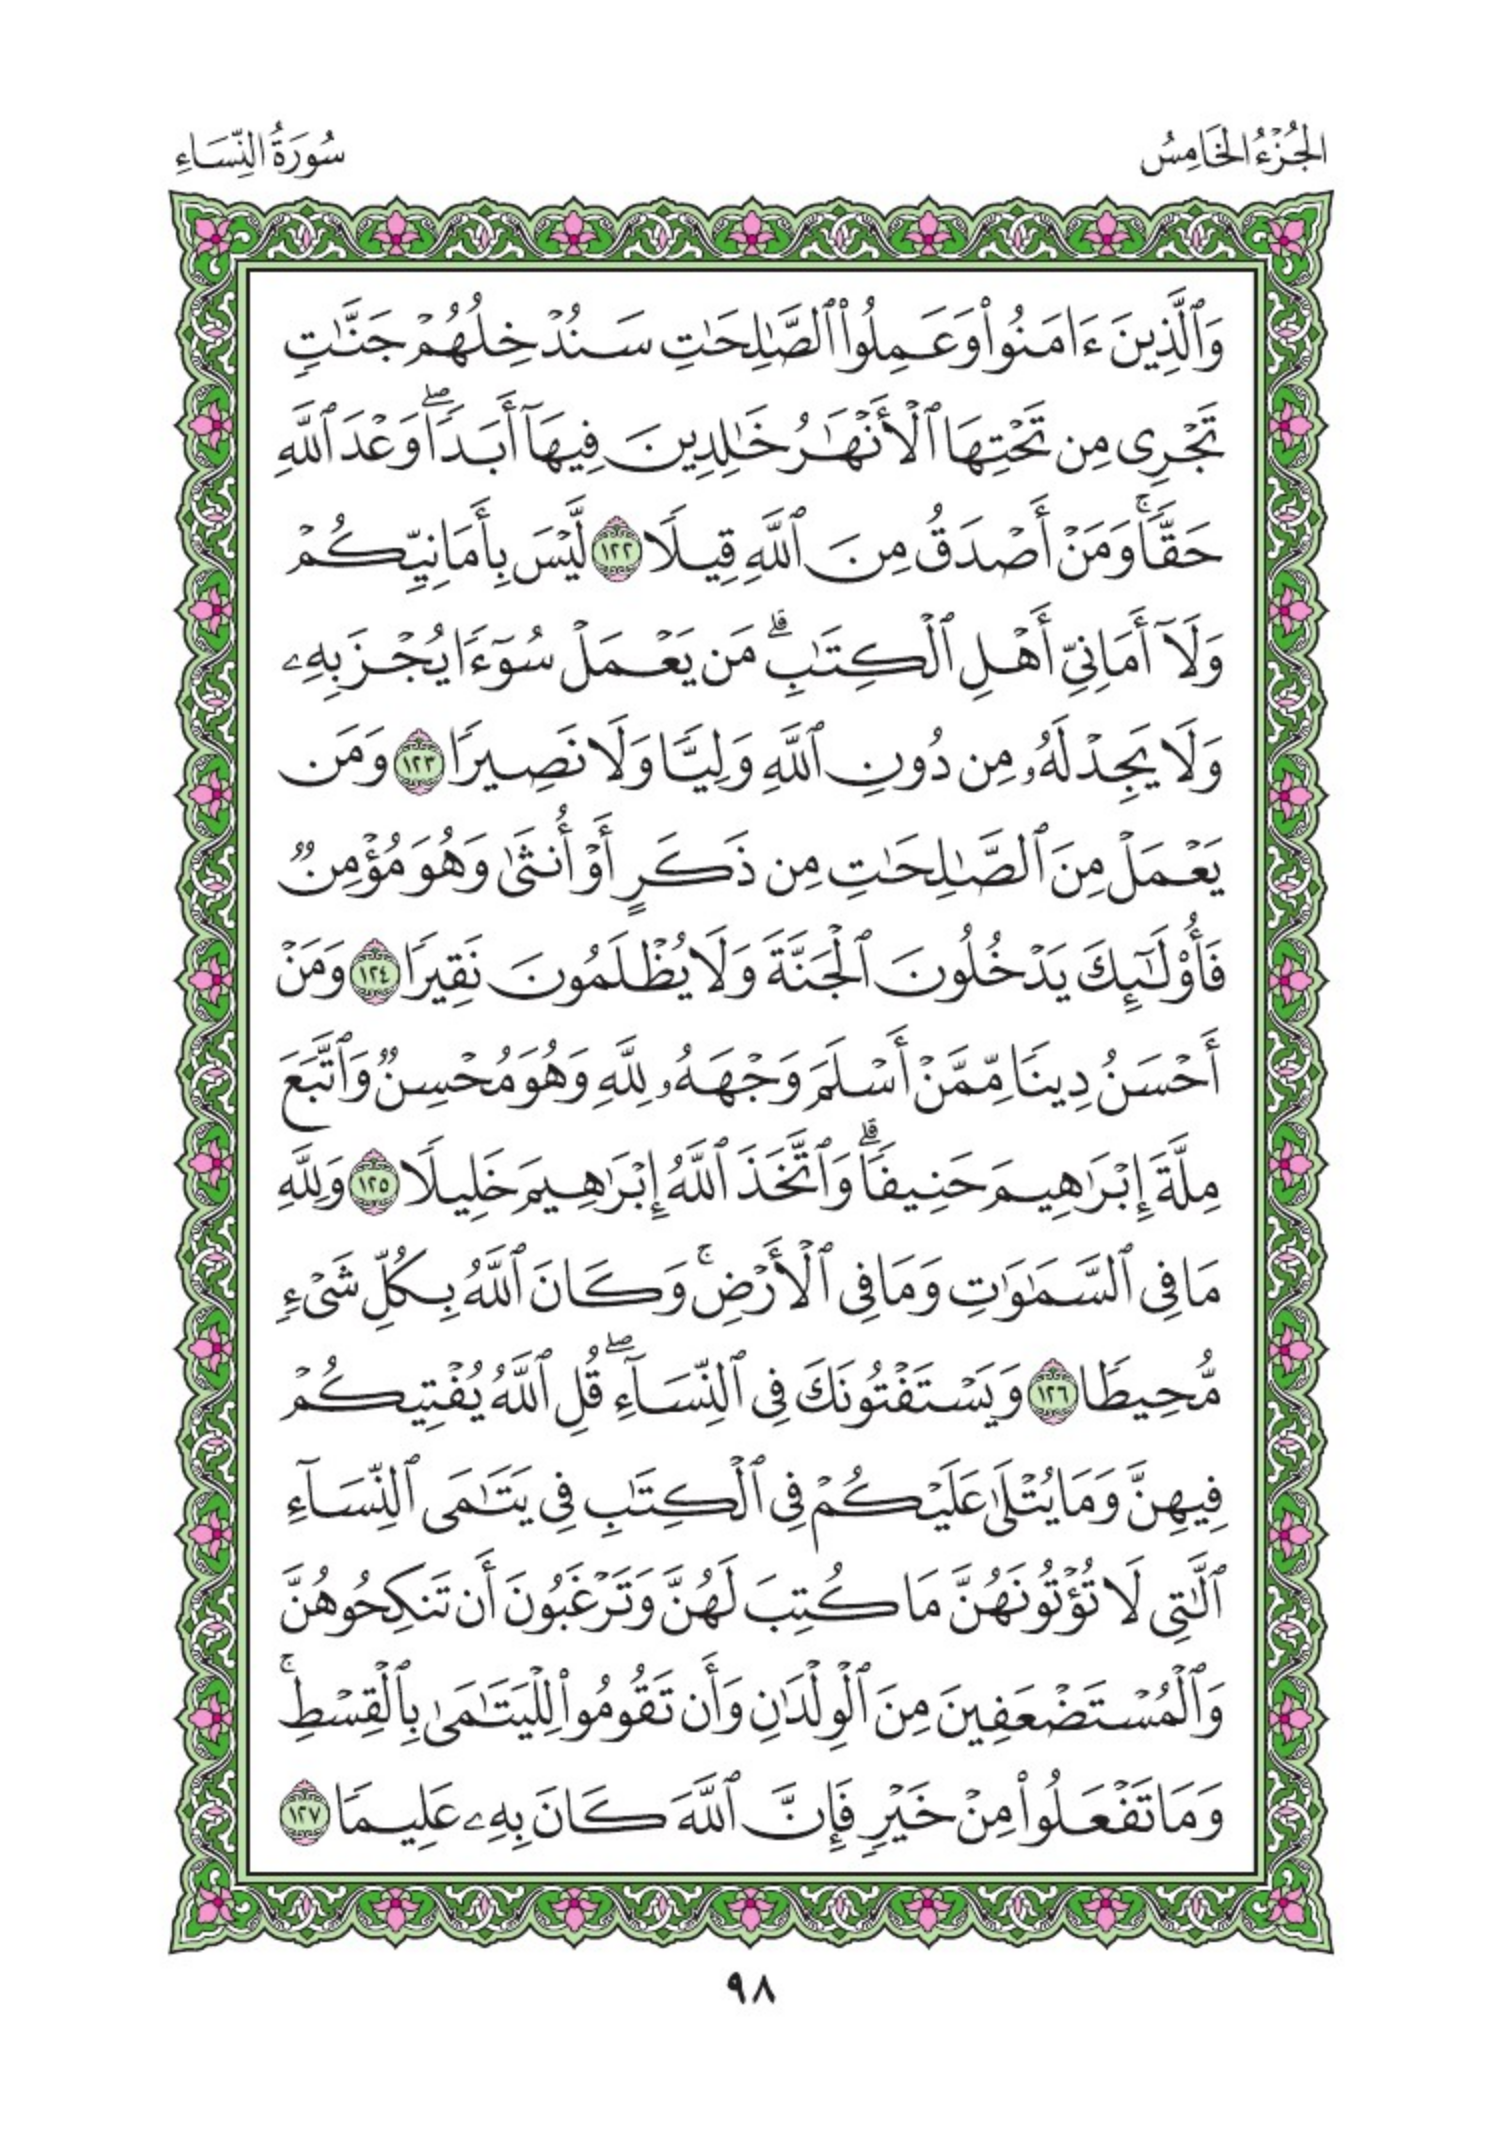 الجُزْءُ الخَامِسُ
سُورَةُ النِّسَاءِ
وَٱلَّذِينَ ءَامَنُوا۟ وَعَمِلُوا۟ ٱلصَّـٰلِحَـٰتِ سَنُدْخِلُهُمْ جَنَّـٰتٍ
تَجْرِى مِن تَحْتِهَا ٱلْأَنْهَـٰرُ خَـٰلِدِينَ فِيهَآ أَبَدًا ۖ وَعْدَ ٱللَّهِ
حَقًّا ۚ وَمَنْ أَصْدَقُ مِنَ ٱللَّهِ قِيلًا ١٢٢ لَّيْسَ بِأَمَانِيِّكُمْ
وَلَآ أَمَانِىِّ أَهْلِ ٱلْكِتَـٰبِ ۗ مَن يَعْمَلْ سُوٓءًا يُجْزَ بِهِۦ
وَلَا يَجِدْ لَهُۥ مِن دُونِ ٱللَّهِ وَلِيًّا وَلَا نَصِيرًا ١٢٣ وَمَن
يَعْمَلْ مِنَ ٱلصَّـٰلِحَـٰتِ مِن ذَكَرٍ أَوْ أُنثَىٰ وَهُوَ مُؤْمِنٌ
فَأُو۟لَـٰٓئِكَ يَدْخُلُونَ ٱلْجَنَّةَ وَلَا يُظْلَمُونَ نَقِيرًا ١٢٤ وَمَنْ
أَحْسَنُ دِينًا مِّمَّنْ أَسْلَمَ وَجْهَهُۥ لِلَّهِ وَهُوَ مُحْسِنٌ وَٱتَّبَعَ
مِلَّةَ إِبْرَٰهِيمَ حَنِيفًا ۗ وَٱتَّخَذَ ٱللَّهُ إِبْرَٰهِيمَ خَلِيلًا ١٢٥ وَلِلَّهِ
مَا فِى ٱلسَّمَـٰوَٰتِ وَمَا فِى ٱلْأَرْضِ ۚ وَكَانَ ٱللَّهُ بِكُلِّ شَىْءٍ
مُّحِيطًا ١٢٦ وَيَسْتَفْتُونَكَ فِى ٱلنِّسَآءِ ۖ قُلِ ٱللَّهُ يُفْتِيكُمْ
فِيهِنَّ وَمَا يُتْلَىٰ عَلَيْكُمْ فِى ٱلْكِتَـٰبِ فِى يَتَـٰمَى ٱلنِّسَآءِ
ٱلَّـٰتِى لَا تُؤْتُونَهُنَّ مَا كُتِبَ لَهُنَّ وَتَرْغَبُونَ أَن تَنكِحُوهُنَّ
وَٱلْمُسْتَضْعَفِينَ مِنَ ٱلْوِلْدَٰنِ وَأَن تَقُومُوا۟ لِلْيَتَـٰمَىٰ بِٱلْقِسْطِ ۚ
وَمَا تَفْعَلُوا۟ مِنْ خَيْرٍ فَإِنَّ ٱللَّهَ كَانَ بِهِۦ عَلِيمًا ١٢٧
٩٨